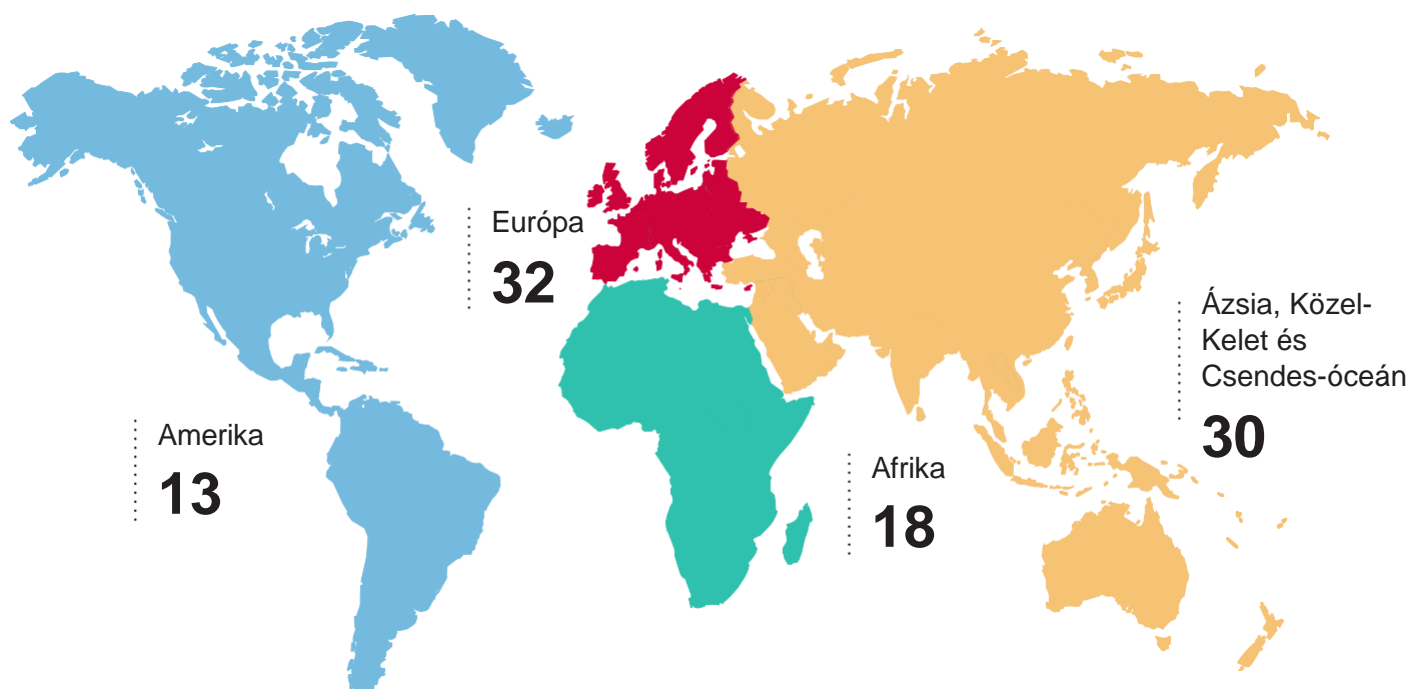 Európa
32
Ázsia, Közel-
Kelet és
Csendes-óceán
30
Amerika
13
Afrika
18